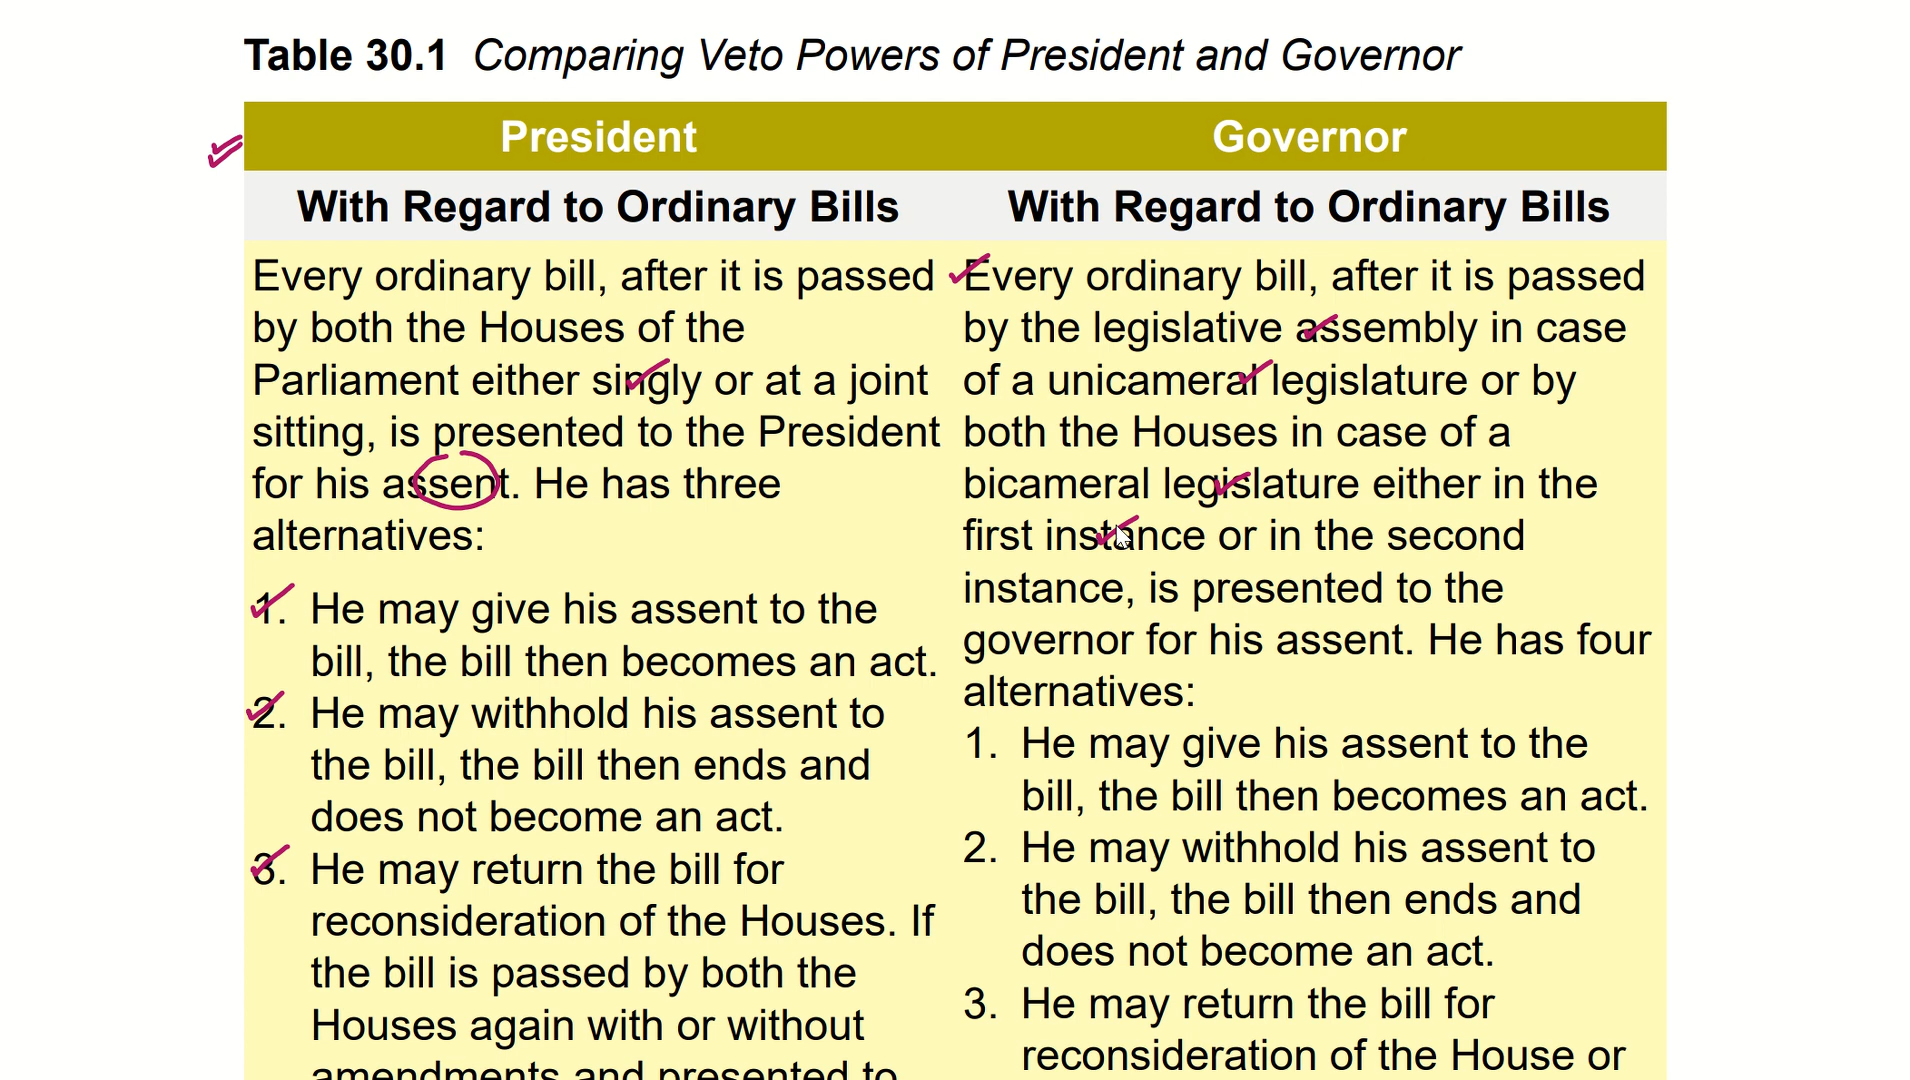 Table 30.1 Comparing Veto Powers of President and Governor
President
With Regard to Ordinary Bills
Every ordinary bill, after it is passed
by both the Houses of the
Parliament either singly or at a joint
sitting, is presented to the President
for his assent. He has three
alternatives:
1. He may give his assent to the
bill, the bill then becomes an act.
2. He may withhold his assent to
the bill, the bill then ends and
does not become an act.
3. He may return the bill for
reconsideration of the Houses. If
the bill is passed by both the
Houses again with or without
amendments and presented to
Governor
With Regard to Ordinary Bills
Every ordinary bill, after it is passed
by the legislative assembly in case
of a unicameral legislature or by
both the Houses in case of a
bicameral legislature either in the
first instance or in the second
instance, is presented to the
governor for his assent. He has four
alternatives:
1. He may give his assent to the
bill, the bill then becomes an act.
2. He may withhold his assent to
the bill, the bill then ends and
does not become an act.
3. He may return the bill for
reconsideration of the House or